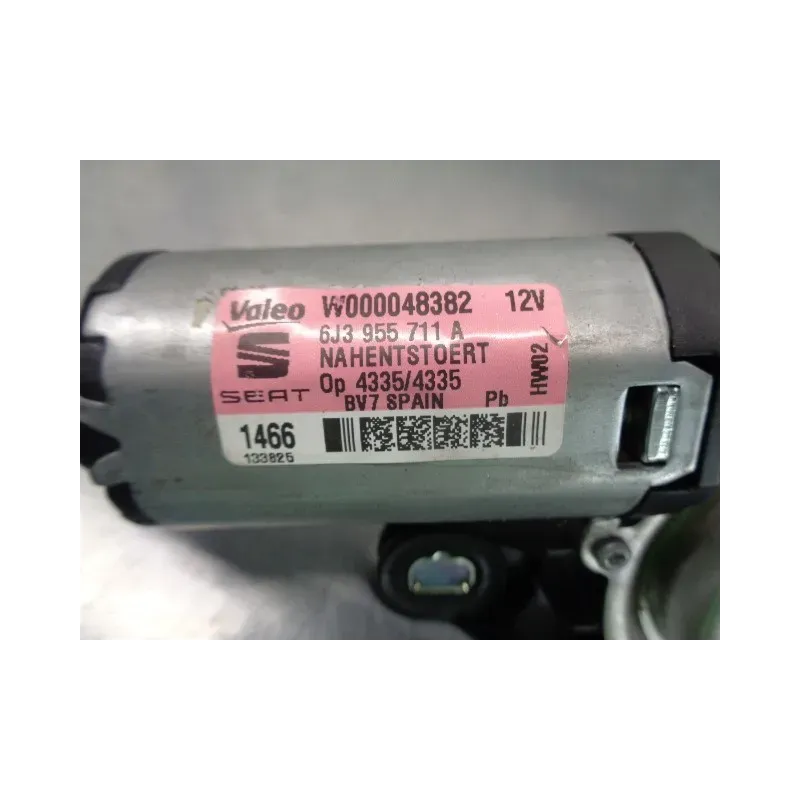 Valeo W000048382 12V
6J3 955 711 A
NAHENTSTOERT
HW02
SEAT Op 4335/4335
BV7 SPAIN Pb
1466
133825